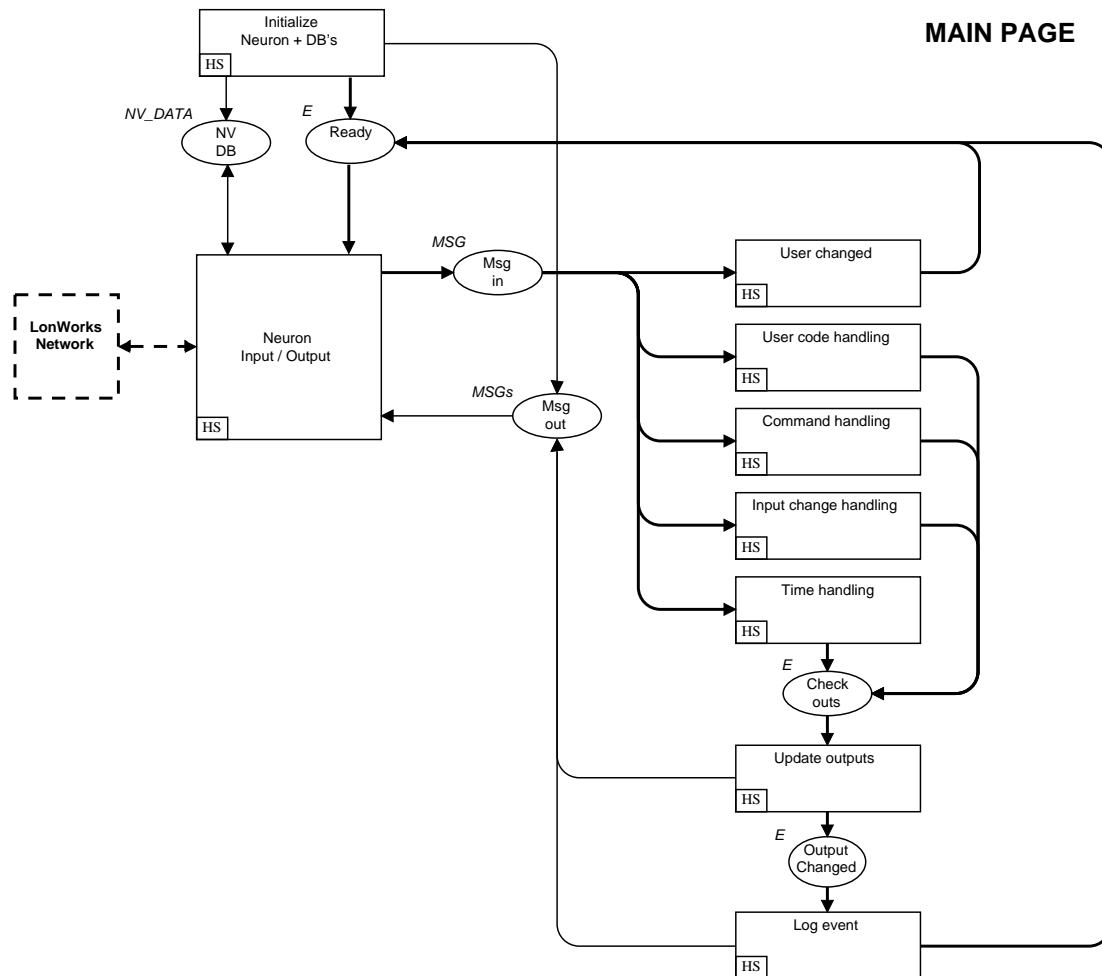 MAIN PAGE
Initialize
Neuron + DB's
HS
NV_DATA
E
NV
DB
Ready
MSG
Msg
in
User changed
HS
LonWorks
Network
Neuron
Input / Output
HS
User code handling
HS
MSGs
Msg
out
Command handling
HS
Input change handling
HS
Time handling
HS
E
Check
outs
Update outputs
HS
E
Output
Changed
Log event
HS